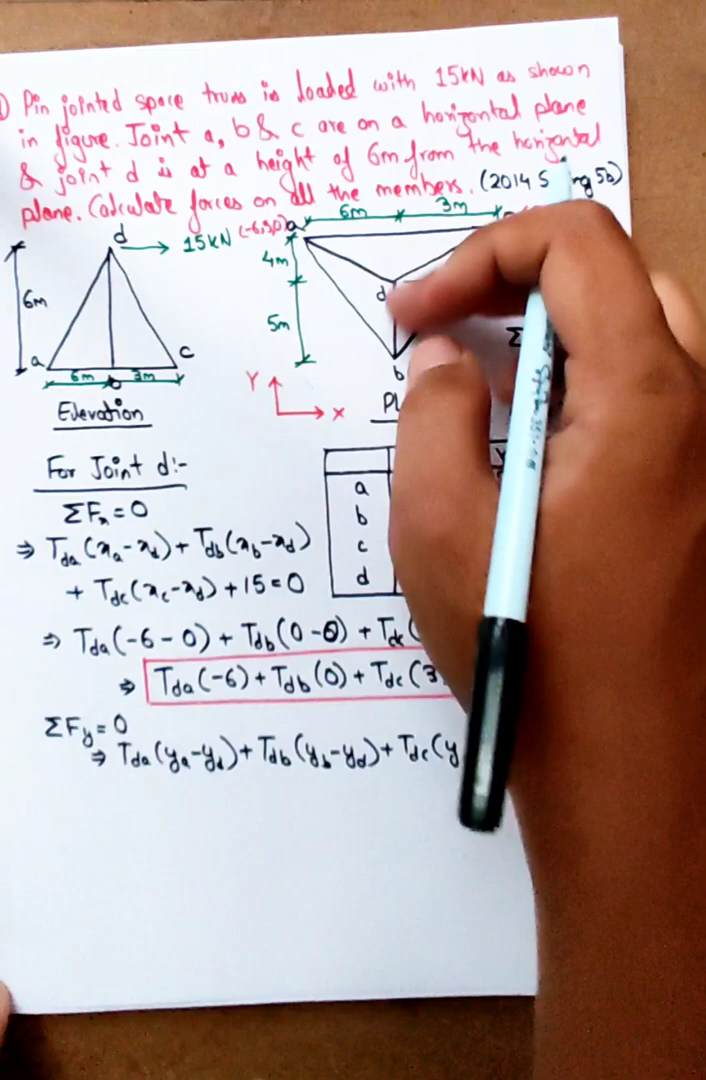 Pin jointed space truss is loaded with 15kN as shown
in figure. Joint a, b & c are on a horizontal plane
& joint d is at a height of 6m from the horizontal
plane. Calculate forces on all the members. (2014 S ng 5b)
6m 3m
d 15kN (-6,9,0) a
4m
6m
d
5m
a c
6m b 3m b
Elevation
Y
x
PL
For Joint d:-
ΣFx = 0
a
⇒ Tda(xa-xd) + Tdb(xb-xd)
b
+ Tdc(xc-xd) + 15 = 0
c
d
⇒ Tda(-6-0) + Tdb(0-0) + Tdc(
⇒ Tda(-6) + Tdb(0) + Tdc(3
ΣFy = 0
⇒ Tda(ya-yd) + Tdb(yb-yd) + Tdc(y